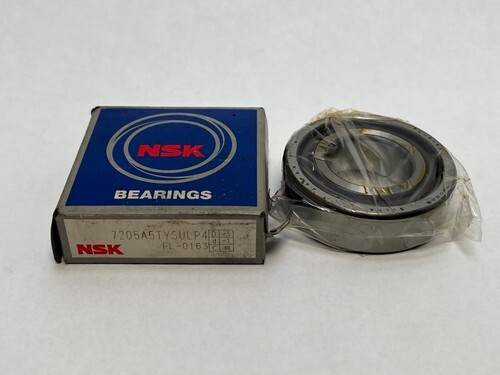 NSK
BEARINGS
7205A5TYSULP4
FL-0163
NSK